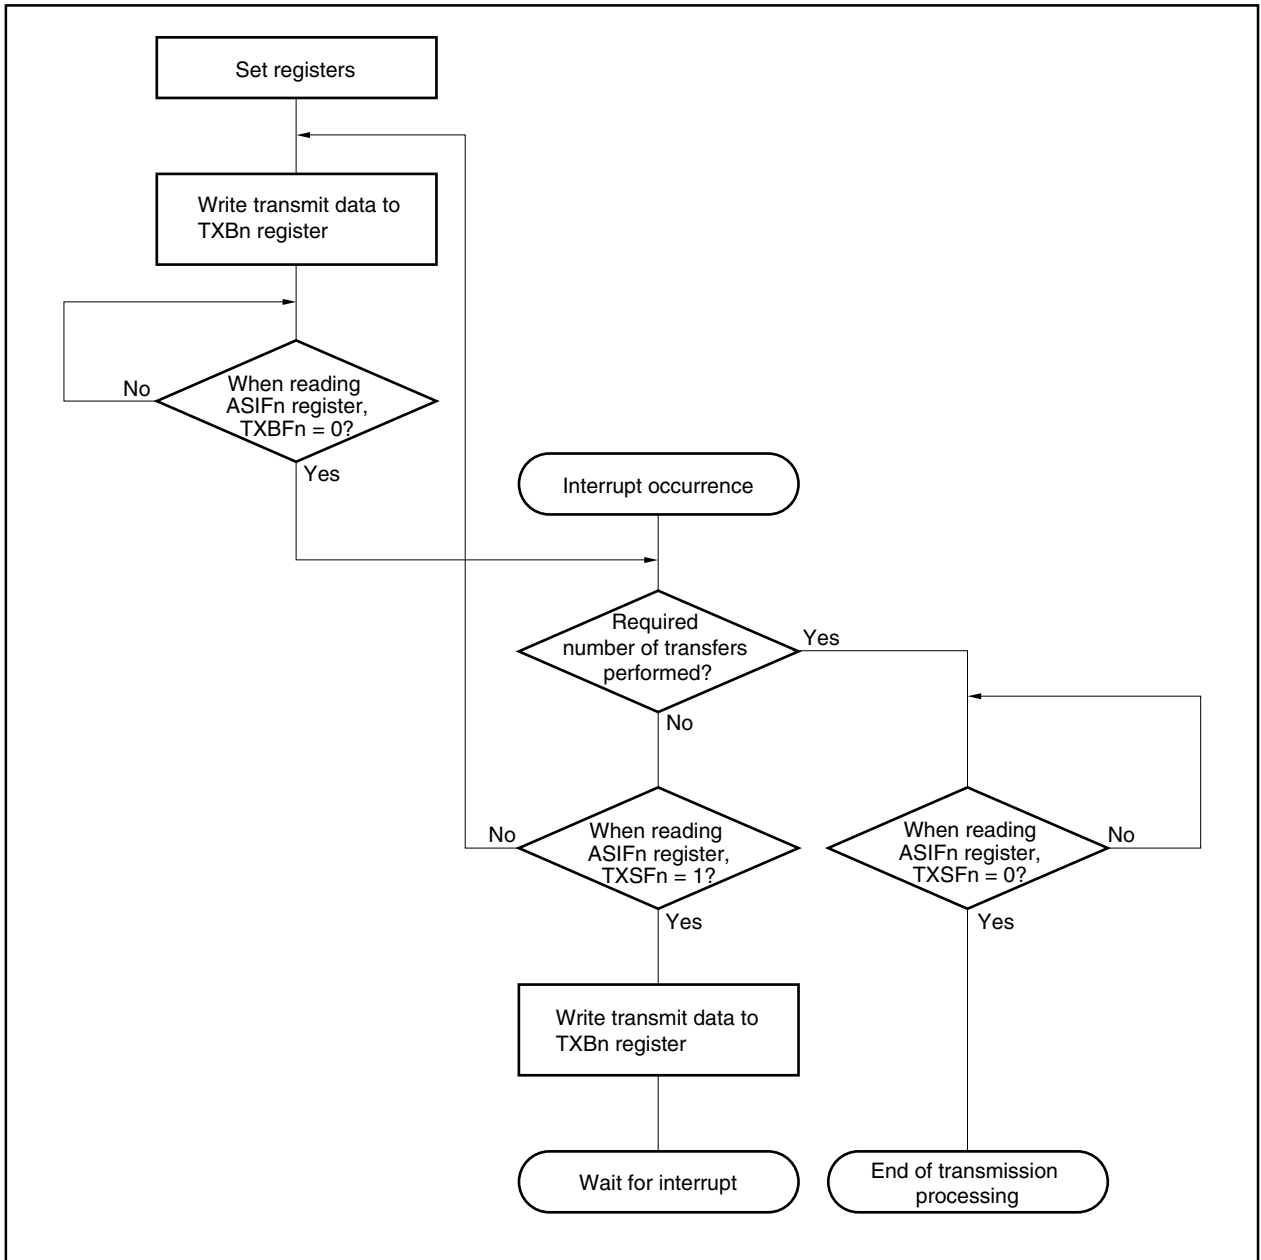 Set registers
Write transmit data to
TXBn register
No
When reading
ASIFn register,
TXBFn = 0?
Yes
Interrupt occurrence
Required
number of transfers
performed?
Yes
No
No
When reading
ASIFn register,
TXSFn = 1?
Yes
When reading
ASIFn register,
TXSFn = 0?
No
Yes
Write transmit data to
TXBn register
Wait for interrupt
End of transmission
processing